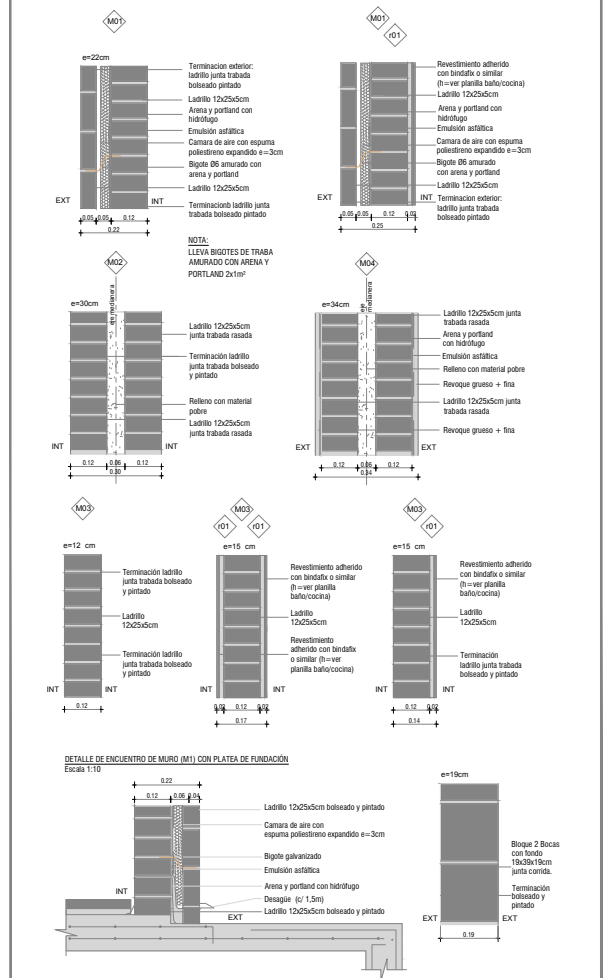 M01
e=22cm
Terminacion exterior:
ladrillo junta trabada
bolseado pintado
Ladrillo 12x25x5cm
Arena y portland con
hidrófugo
Emulsión asfáltica
Camara de aire con espuma
poliestireno expandido e=3cm
Bigote Ø6 amurado con
arena y portland
Ladrillo 12x25x5cm
Terminacionb ladrillo junta
trabada bolseado pintado
EXT
INT
0.05 0.05 0.12
0.22
NOTA:
LLEVA BIGOTES DE TRABA
AMURADO CON ARENA Y
PORTLAND 2x1m²
M01
r01
Revestimiento adherido
con bindafix o similar
(h=ver planilla baño/cocina)
Ladrillo 12x25x5cm
Arena y portland con
hidrófugo
Emulsión asfáltica
Camara de aire con espuma
poliestireno expandido e=3cm
Bigote Ø6 amurado
con arena y portland
Ladrillo 12x25x5cm
Terminacion exterior:
ladrillo junta trabada
bolseado pintado
EXT
INT
0.05 0.05 0.12 0.02
0.25
M02
e=30cm
eje medianera
Ladrillo 12x25x5cm
junta trabada rasada
Terminación ladrillo
junta trabada bolseado
y pintado
Relleno con material
pobre
Ladrillo 12x25x5cm
junta trabada rasada
INT
INT
0.12 0.06 0.12
0.30
M04
e=34cm
eje
medianera
Ladrillo 12x25x5cm junta
trabada rasada
Arena y portland
con hidrófugo
Emulsión asfáltica
Relleno con material pobre
Revoque grueso + fina
Ladrillo 12x25x5cm junta
trabada rasada
Revoque grueso + fina
EXT
EXT
0.12 0.06 0.12
0.34
M03
e=12 cm
Terminación ladrillo
junta trabada bolseado
y pintado
Ladrillo
12x25x5cm
Terminación ladrillo
junta trabada bolseado
y pintado
INT
INT
0.12
M03
r01
r01
e=15 cm
Revestimiento adherido
con bindafix o similar
(h=ver planilla
baño/cocina)
Ladrillo
12x25x5cm
Revestimiento
adherido con bindafix
o similar (h=ver
planilla baño/cocina)
INT
INT
0.02 0.12 0.02
0.17
M03
r01
e=15 cm
Revestimiento adherido
con bindafix o similar
(h=ver planilla
baño/cocina)
Ladrillo
12x25x5cm
Terminación
ladrillo junta trabada
bolseado y pintado
INT
INT
0.12 0.02
0.14
DETALLE DE ENCUENTRO DE MURO (M1) CON PLATEA DE FUNDACIÓN
Escala 1:10
0.22
0.12 0.06 0.04
Ladrillo 12x25x5cm bolseado y pintado
Camara de aire con
espuma poliestireno expandido e=3cm
Bigote galvanizado
Emulsión asfáltica
Arena y portland con hidrófugo
Desagüe (c/ 1,5m)
Ladrillo 12x25x5cm bolseado y pintado
INT
EXT
e=19cm
Bloque 2 Bocas
con fondo
19x39x19cm
junta corrida.
Terminación
bolseado y
pintado
EXT
EXT
0.19